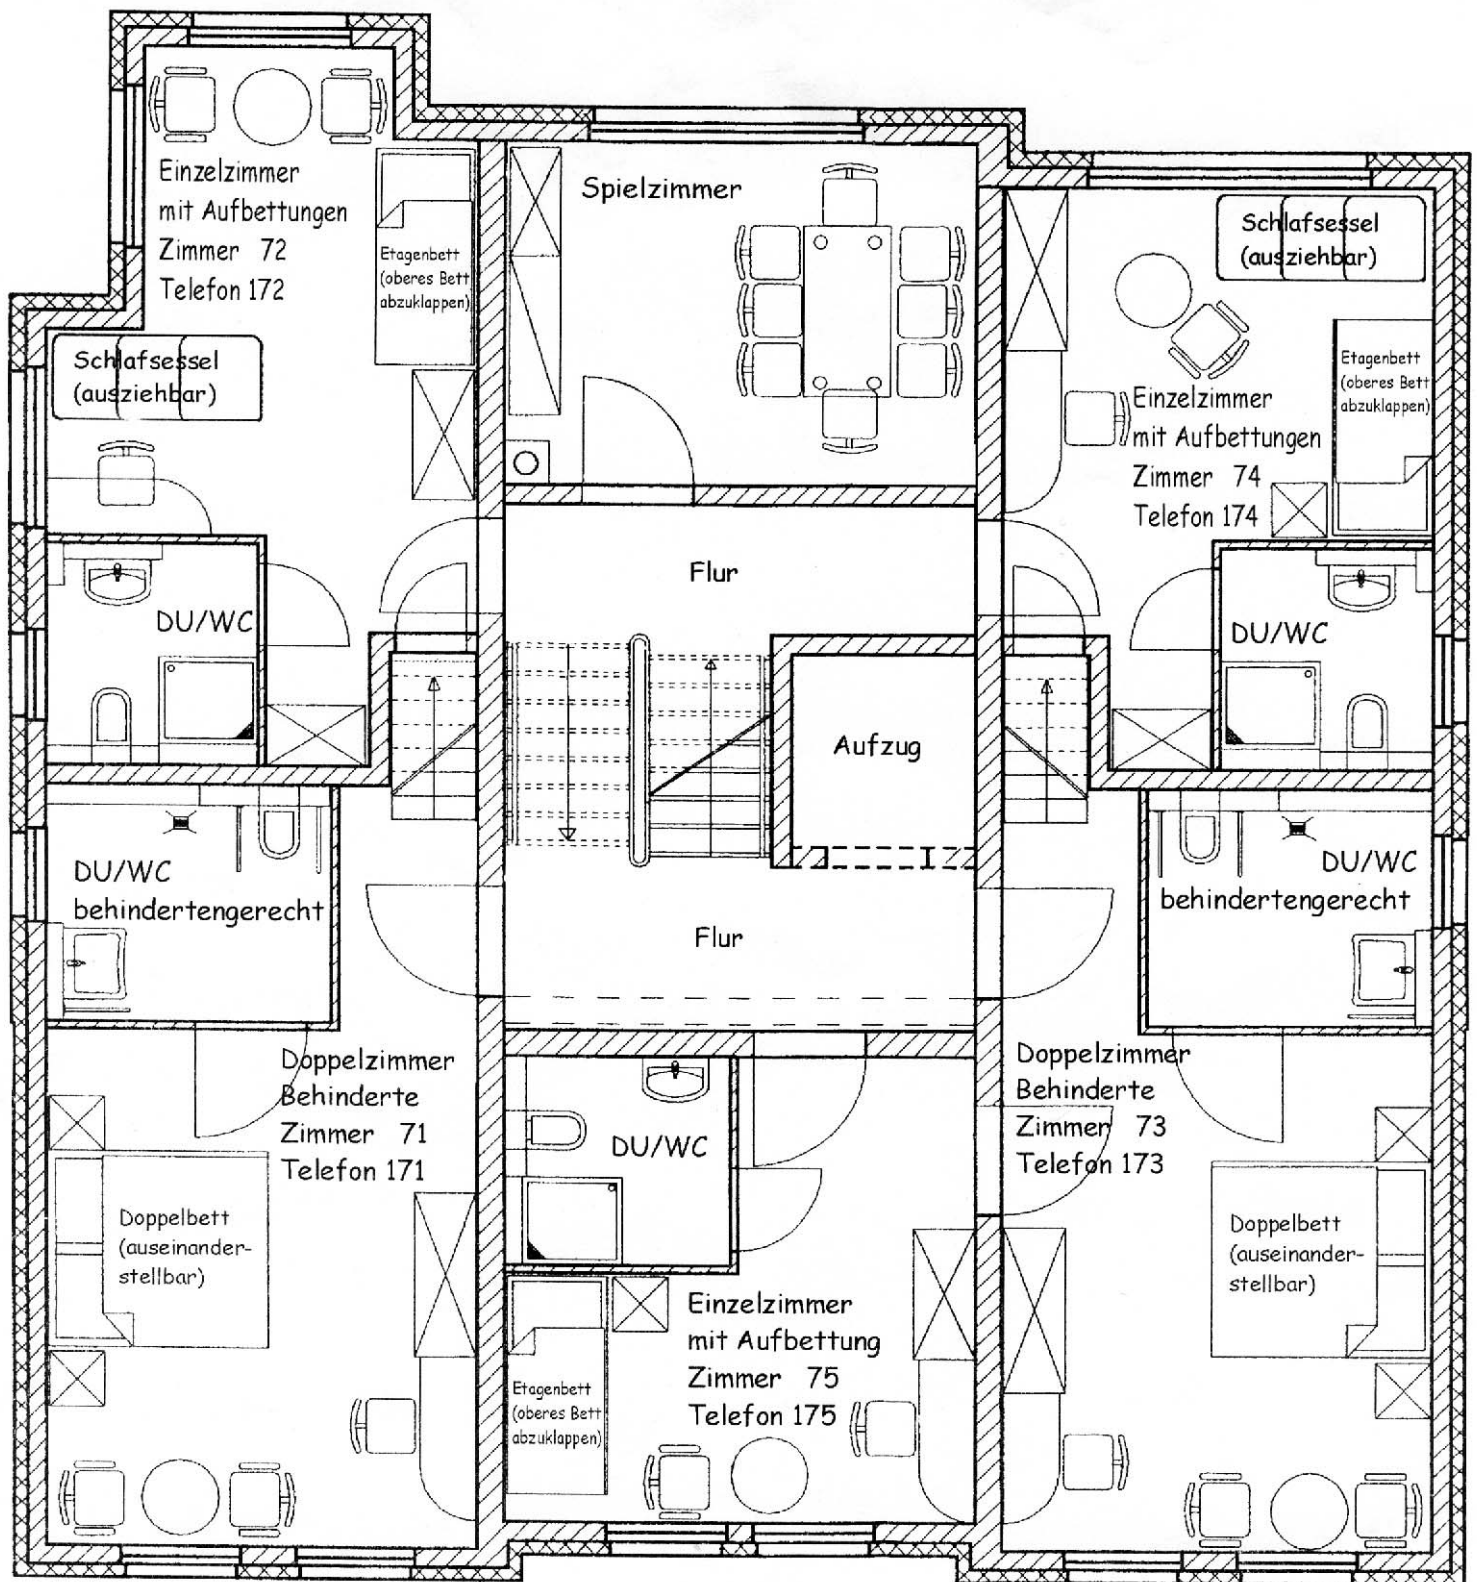 Einzelzimmer
mit Aufbettungen
Zimmer 72
Telefon 172
Etagenbett
(oberes Bett
abzuklappen)
Schlafsessel
(ausziehbar)
DU/WC
Spielzimmer
Schlafsessel
(ausziehbar)
Etagenbett
(oberes Bett
abzuklappen)
Einzelzimmer
mit Aufbettungen
Zimmer 74
Telefon 174
DU/WC
Flur
Aufzug
Flur
DU/WC
behindertengerecht
Doppelzimmer
Behinderte
Zimmer 71
Telefon 171
Doppelbett
(auseinander-
stellbar)
DU/WC
Einzelzimmer
mit Aufbettung
Zimmer 75
Telefon 175
Etagenbett
(oberes Bett
abzuklappen)
DU/WC
behindertengerecht
Doppelzimmer
Behinderte
Zimmer 73
Telefon 173
Doppelbett
(auseinander-
stellbar)